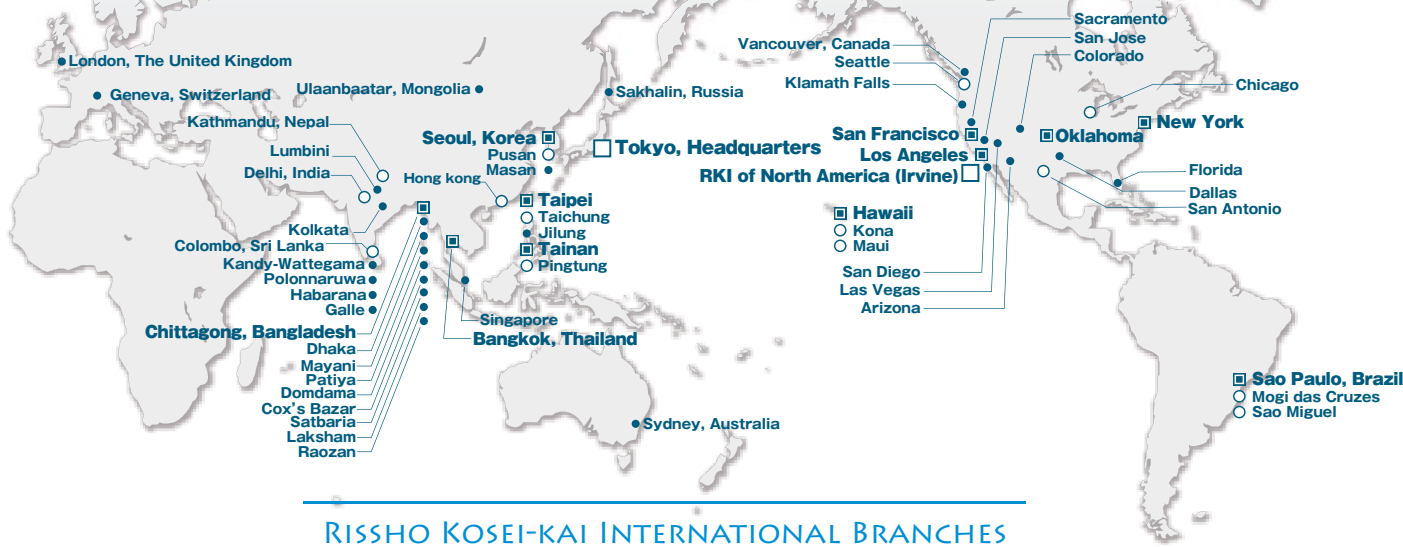 London, The United Kingdom
Geneva, Switzerland
Ulaanbaatar, Mongolia
Sakhalin, Russia
Kathmandu, Nepal
Lumbini
Delhi, India
Seoul, Korea
Pusan
Masan
Tokyo, Headquarters
Hong kong
Taipei
Taichung
Jilung
Tainan
Pingtung
Kolkata
Colombo, Sri Lanka
Kandy-Wattegama
Polonnaruwa
Habarana
Galle
Chittagong, Bangladesh
Dhaka
Mayani
Patiya
Domdama
Cox's Bazar
Satbaria
Laksham
Raozan
Singapore
Bangkok, Thailand
Sydney, Australia
Vancouver, Canada
Seattle
Klamath Falls
San Francisco
Los Angeles
RKI of North America (Irvine)
Hawaii
Kona
Maui
San Diego
Las Vegas
Arizona
Sacramento
San Jose
Colorado
Chicago
New York
Oklahoma
Florida
Dallas
San Antonio
Sao Paulo, Brazil
Mogi das Cruzes
Sao Miguel
Rissho Kosei-kai International Branches